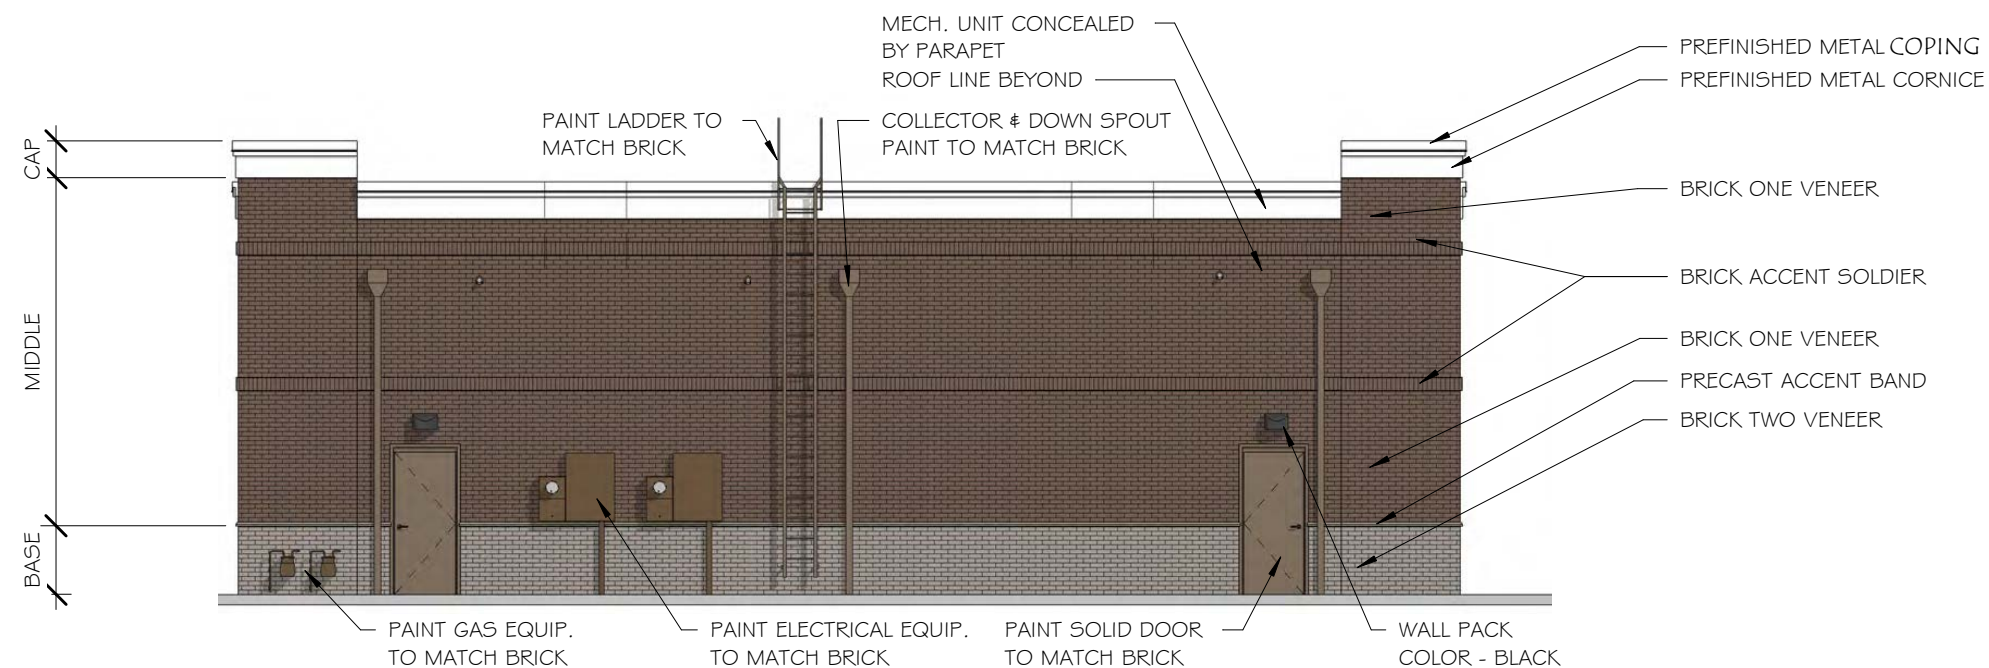 MECH. UNIT CONCEALED
BY PARAPET
ROOF LINE BEYOND
PAINT LADDER TO
MATCH BRICK
COLLECTOR & DOWN SPOUT
PAINT TO MATCH BRICK
PREFINISHED METAL COPING
PREFINISHED METAL CORNICE
BRICK ONE VENEER
BRICK ACCENT SOLDIER
BRICK ONE VENEER
PRECAST ACCENT BAND
BRICK TWO VENEER
CAP
MIDDLE
BASE
PAINT GAS EQUIP.
TO MATCH BRICK
PAINT ELECTRICAL EQUIP.
TO MATCH BRICK
PAINT SOLID DOOR
TO MATCH BRICK
WALL PACK
COLOR - BLACK